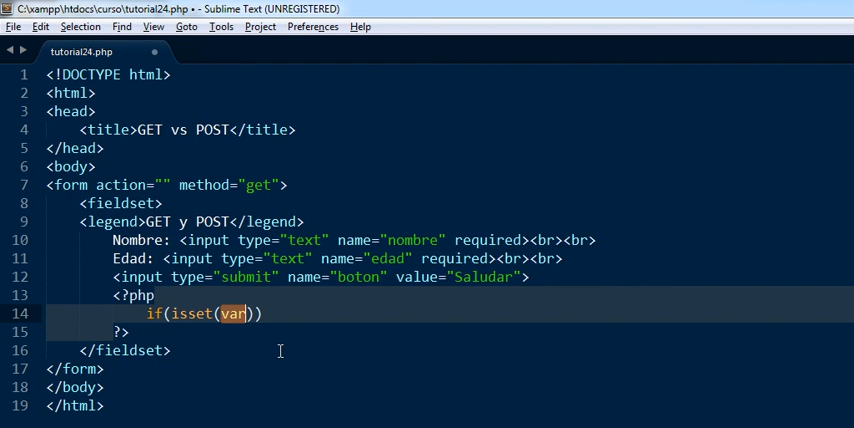 C:\xampp\htdocs\curso\tutorial24.php • - Sublime Text (UNREGISTERED)
File Edit Selection Find View Goto Tools Project Preferences Help
tutorial24.php
1 <!DOCTYPE html>
2 <html>
3 <head>
4 <title>GET vs POST</title>
5 </head>
6 <body>
7 <form action="" method="get">
8 <fieldset>
9 <legend>GET y POST</legend>
10 Nombre: <input type="text" name="nombre" required><br><br>
11 Edad: <input type="text" name="edad" required><br><br>
12 <input type="submit" name="boton" value="Saludar">
13 <?php
14 if(isset(var))
15 ?>
16 </fieldset>
17 </form>
18 </body>
19 </html>